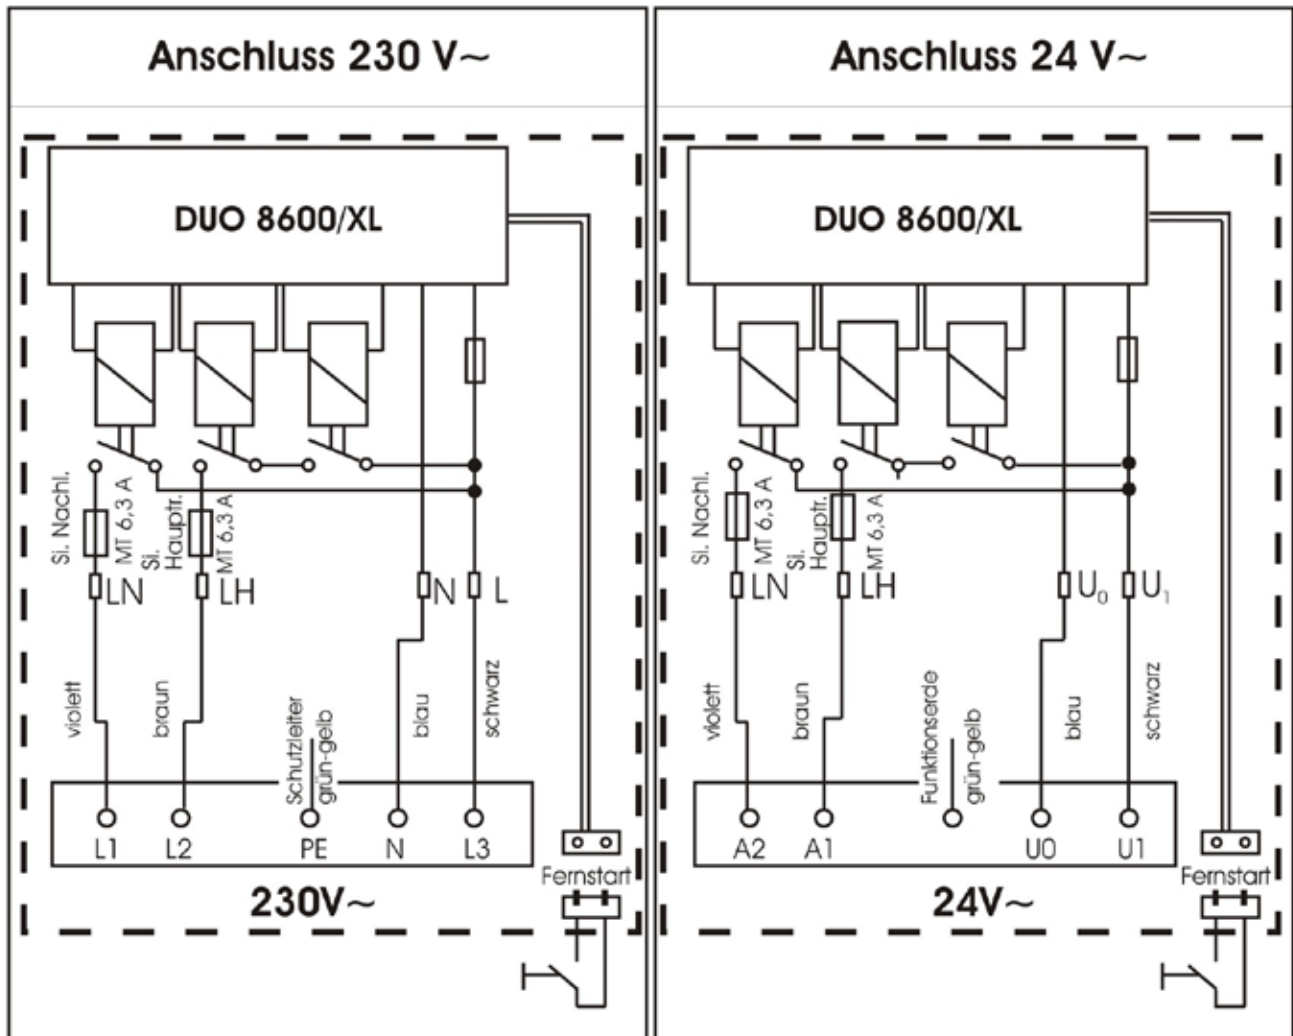 Anschluss 230 V~
DUO 8600/XL
Si. Nachl.
MT 6,3 A
Si.
Hauptr.
MT 6,3 A
LN
LH
N
L
violett
braun
Schutzleiter
grün-gelb
blau
schwarz
L1
L2
PE
N
L3
Fernstart
230V~
Anschluss 24 V~
DUO 8600/XL
Si. Nachl.
MT 6,3 A
Si.
Hauptr.
MT 6,3 A
LN
LH
U0
U1
violett
braun
Funktionserde
grün-gelb
blau
schwarz
A2
A1
U0
U1
Fernstart
24V~